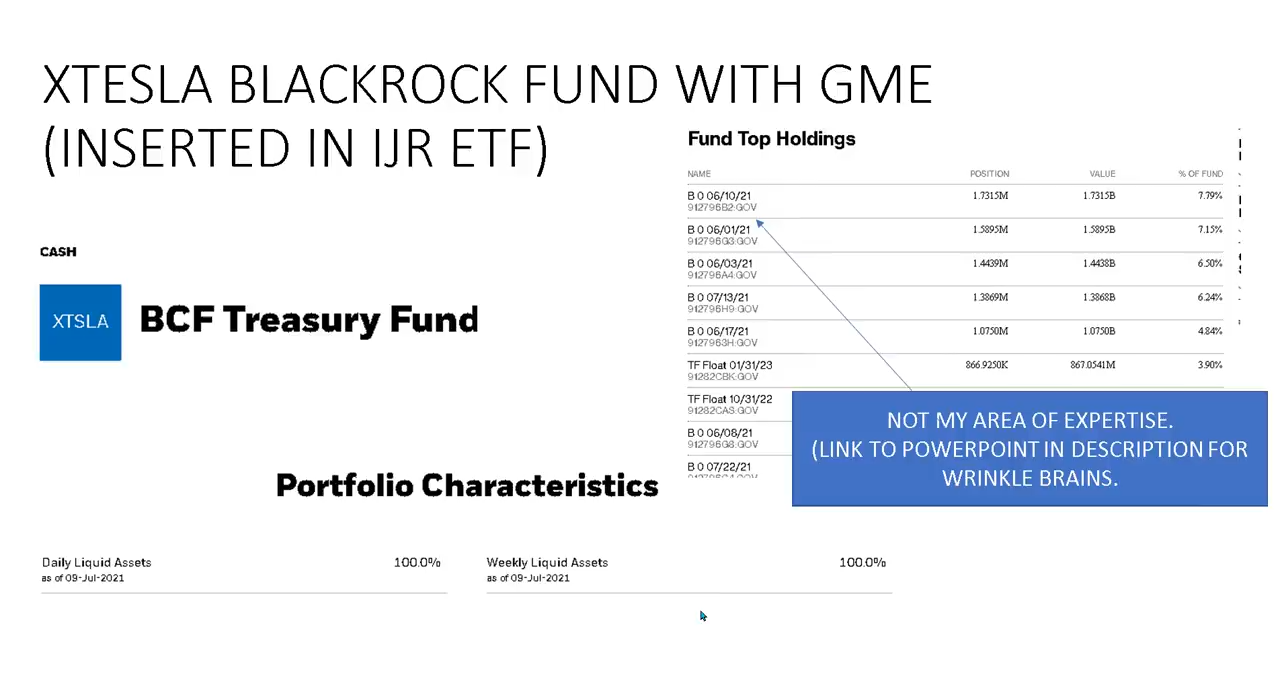 XTESLA BLACKROCK FUND WITH GME
(INSERTED IN IJR ETF)
CASH
XTSLA
BCF Treasury Fund
Portfolio Characteristics
Daily Liquid Assets
100.0%
as of 09-Jul-2021
Weekly Liquid Assets
100.0%
as of 09-Jul-2021
Fund Top Holdings
NAME POSITION VALUE % OF FUND
B 0 06/10/21 1.7315M 1.7315B 7.79%
912796B2:GOV
B 0 06/01/21 1.5895M 1.5895B 7.15%
912796G3:GOV
B 0 06/03/21 1.4439M 1.4438B 6.50%
912796A4:GOV
B 0 07/13/21 1.3869M 1.3868B 6.24%
912796H9:GOV
B 0 06/17/21 1.0750M 1.0750B 4.84%
9127963H:GOV
TF Float 01/31/23 866.9250K 867.0541M 3.90%
91282CBK:GOV
TF Float 10/31/22
91282CAS:GOV
B 0 06/08/21
912796G8:GOV
B 0 07/22/21
NOT MY AREA OF EXPERTISE.
(LINK TO POWERPOINT IN DESCRIPTION FOR
WRINKLE BRAINS.